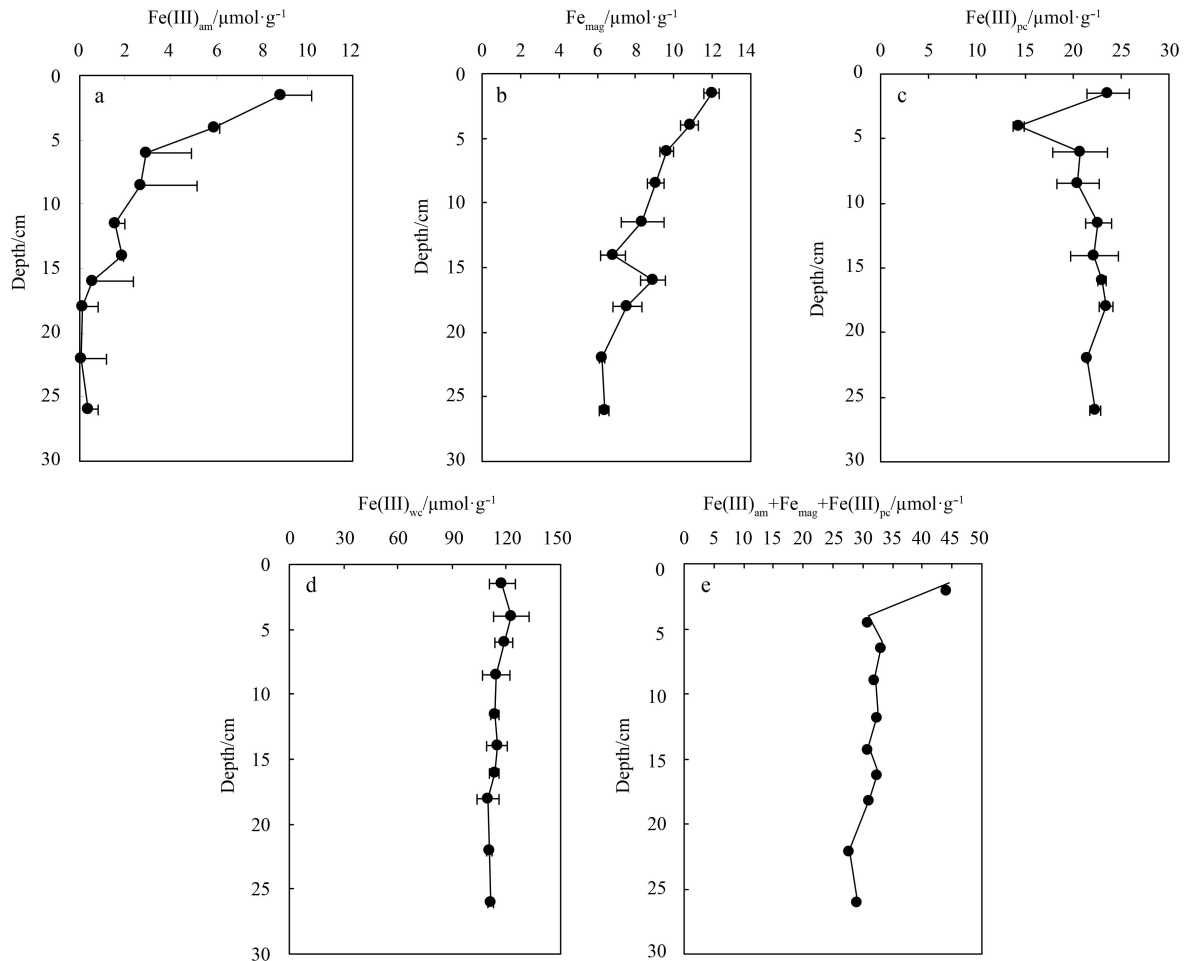 Fe(III)am/µmol·g-1
0 2 4 6 8 10 12
0
5
10
15
20
25
30
Depth/cm
a
Femag/µmol·g-1
0 2 4 6 8 10 12 14
0
5
10
15
20
25
30
Depth/cm
b
Fe(III)pc/µmol·g-1
0 5 10 15 20 25 30
0
5
10
15
20
25
30
Depth/cm
c
Fe(III)wc/µmol·g-1
0 30 60 90 120 150
0
5
10
15
20
25
30
Depth/cm
d
Fe(III)am+Femag+Fe(III)pc/µmol·g-1
0 5 10 15 20 25 30 35 40 45 50
0
5
10
15
20
25
30
Depth/cm
e